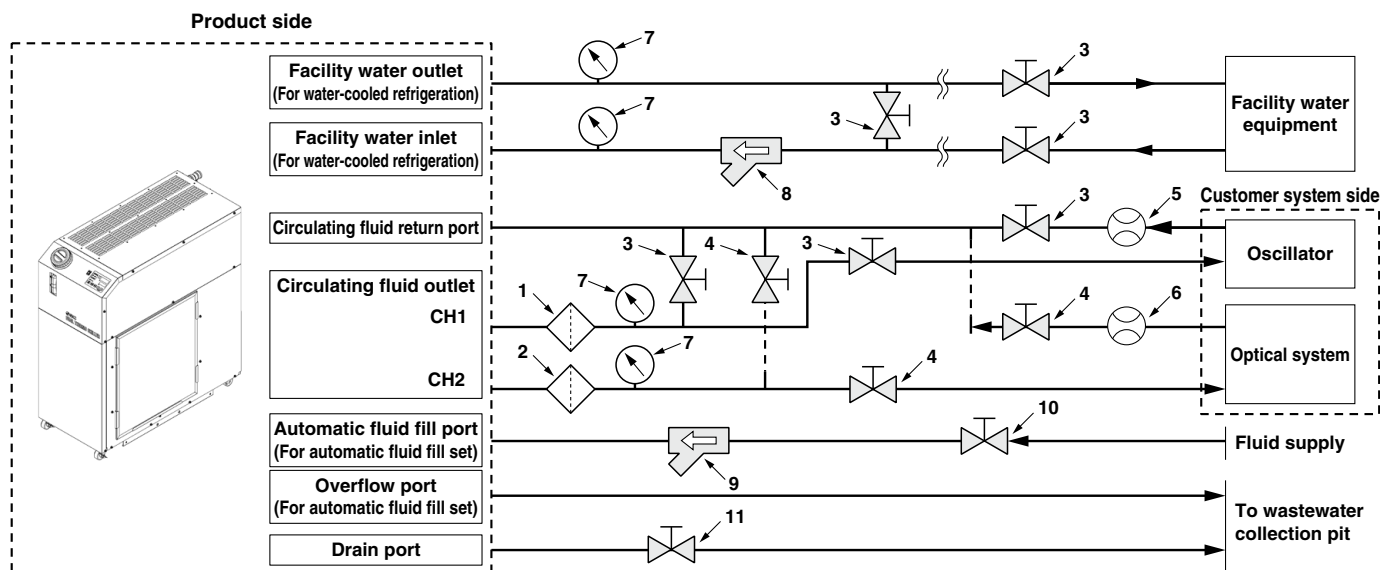 Product side
Facility water outlet
(For water-cooled refrigeration)
7
3
Facility water
equipment
Facility water inlet
(For water-cooled refrigeration)
7
3
3
8
Customer system side
Circulating fluid return port
3
4
3
3
5
Oscillator
Circulating fluid outlet
CH1
1
7
4
6
CH2
2
7
4
Optical system
Automatic fluid fill port
(For automatic fluid fill set)
9
10
Fluid supply
Overflow port
(For automatic fluid fill set)
To wastewater
collection pit
Drain port
11